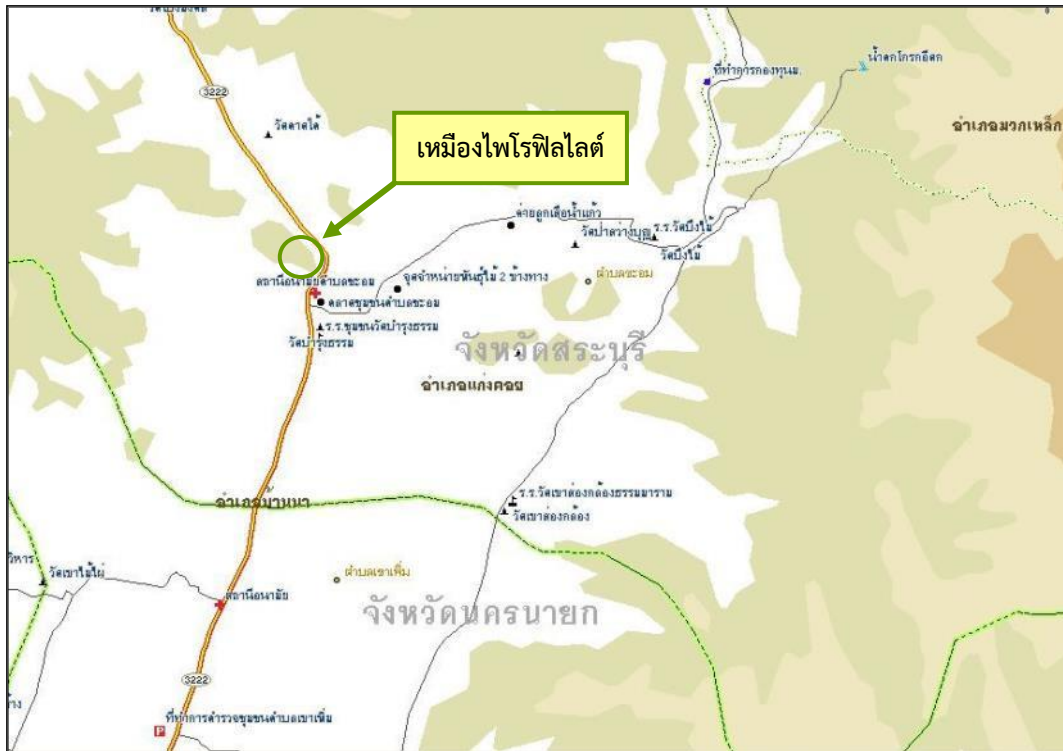 3222
วัดตาดไต้
เหมืองไพโรฟิลไลต์
ที่ทำการกองทุนฯ.
น้ำตกโกรกอีดก
อำเภอมวกเหล็ก
ค่ายลูกเสือน้ำแก้ว
ร.ร.วัดบึงไม้
วัดป่าสว่างบุญ
วัดบึงไม้
ตำบลชะอม
สถานีอนามัยตำบลชะอม
จุดจำหน่ายพันธุ์ไม้ 2 ข้างทาง
ตลาดชุมชนตำบลชะอม
ร.ร.ชุมชนวัดบำรุงธรรม
วัดบำรุงธรรม
จังหวัดสระบุรี
อำเภอแก่งคอย
อำเภอบ้านนา
ร.ร.วัดเขาส่องกล้องธรรมมาราม
วัดเขาส่องกล้อง
วิหาร
วัดเขาไม้ไผ่
ตำบลเขาเพิ่ม
สถานีอนามัย
จังหวัดนครนายก
3222
ที่ทำการตำรวจชุมชนตำบลเขาเพิ่ม
P